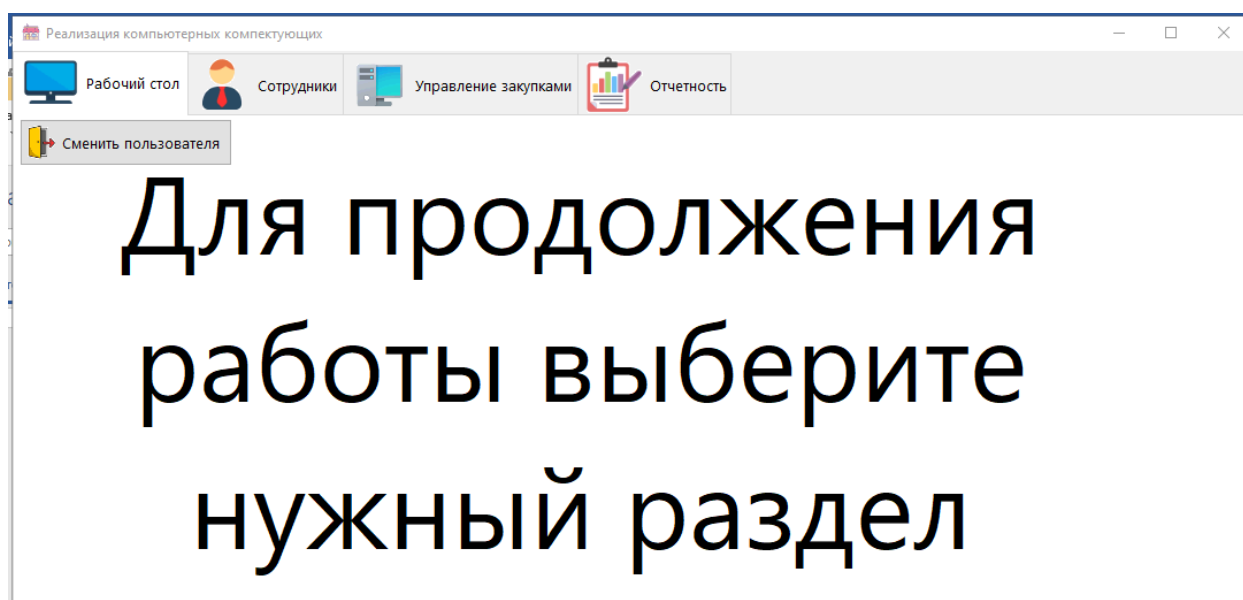 Реализация компьютерных компектующих
Рабочий стол Сотрудники Управление закупками Отчетность
Сменить пользователя
Для продолжения
работы выберите
нужный раздел